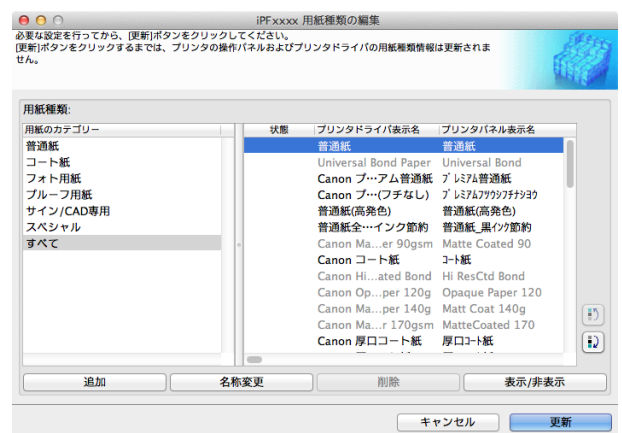 iPFxxxx 用紙種類の編集
必要な設定を行ってから、[更新]ボタンをクリックしてください。
[更新]ボタンをクリックするまでは、プリンタの操作パネルおよびプリンタドライバの用紙種類情報は更新されま
せん。
用紙種類:
用紙のカテゴリー
普通紙
コート紙
フォト用紙
プルーフ用紙
サイン/CAD専用
スペシャル
すべて
状態 プリンタドライバ表示名 プリンタパネル表示名
普通紙 普通紙
Universal Bond Paper Universal Bond
Canon プ…アム普通紙 プレミアム普通紙
Canon プ…(フチなし) プレミアムフツウシフチナシヨウ
普通紙(高発色) 普通紙(高発色)
普通紙全…インク節約 普通紙_黒インク節約
Canon Ma…er 90gsm Matte Coated 90
Canon コート紙 コート紙
Canon Hi…ated Bond Hi ResCtd Bond
Canon Op…per 120g Opaque Paper 120
Canon Ma…per 140g Matt Coat 140g
Canon Ma…r 170gsm MatteCoated 170
Canon 厚口コート紙 厚口コート紙
追加 名称変更 削除 表示/非表示
キャンセル 更新